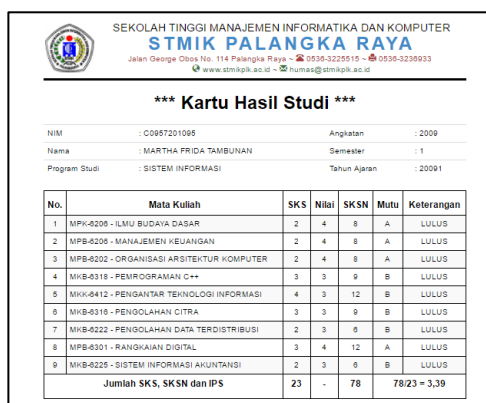 SEKOLAH TINGGI MANAJEMEN INFORMATIKA DAN KOMPUTER
STMIK PALANGKA RAYA
Jalan George Obos No. 114 Palangka Raya ~ ☎ 0536-3225515 ~ 0536-3236933
www.stmikplk.ac.id ~ humas@stmikplk.ac.id
*** Kartu Hasil Studi ***
NIM : C0957201095 Angkatan : 2009
Nama : MARTHA FRIDA TAMBUNAN Semester : 1
Program Studi : SISTEM INFORMASI Tahun Ajaran : 20091
No. Mata Kuliah SKS Nilai SKSN Mutu Keterangan
1 MPK-6206 - ILMU BUDAYA DASAR 2 4 8 A LULUS
2 MPB-6206 - MANAJEMEN KEUANGAN 2 4 8 A LULUS
3 MPB-6202 - ORGANISASI ARSITEKTUR KOMPUTER 2 4 8 A LULUS
4 MKB-6318 - PEMROGRAMAN C++ 3 3 9 B LULUS
5 MKK-6412 - PENGANTAR TEKNOLOGI INFORMASI 4 3 12 B LULUS
6 MKB-6316 - PENGOLAHAN CITRA 3 3 9 B LULUS
7 MKB-6222 - PENGOLAHAN DATA TERDISTRIBUSI 2 3 6 B LULUS
8 MPB-6301 - RANGKAIAN DIGITAL 3 4 12 A LULUS
9 MKB-6225 - SISTEM INFORMASI AKUNTANSI 2 3 6 B LULUS
Jumlah SKS, SKSN dan IPS 23 - 78 78/23 = 3,39